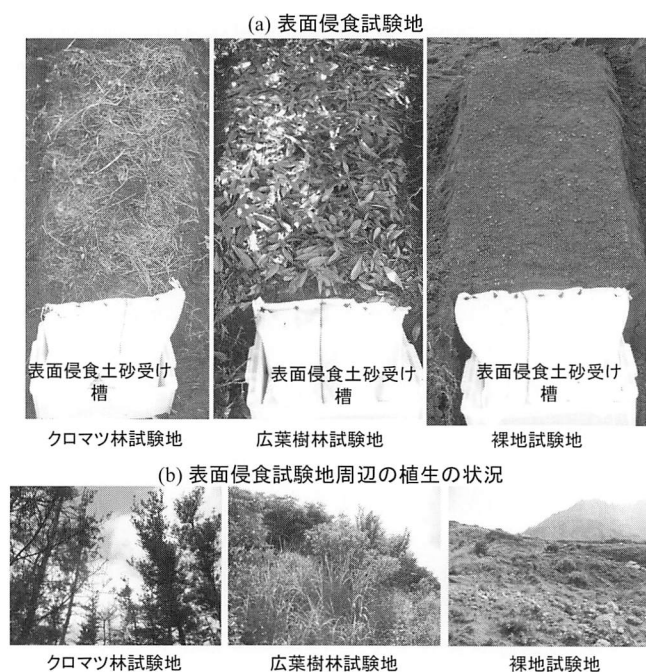 (a) 表面侵食試験地
表面侵食土砂受け
槽
表面侵食土砂受け
槽
表面侵食土砂受け
槽
クロマツ林試験地
広葉樹林試験地
裸地試験地
(b) 表面侵食試験地周辺の植生の状況
クロマツ林試験地
広葉樹林試験地
裸地試験地